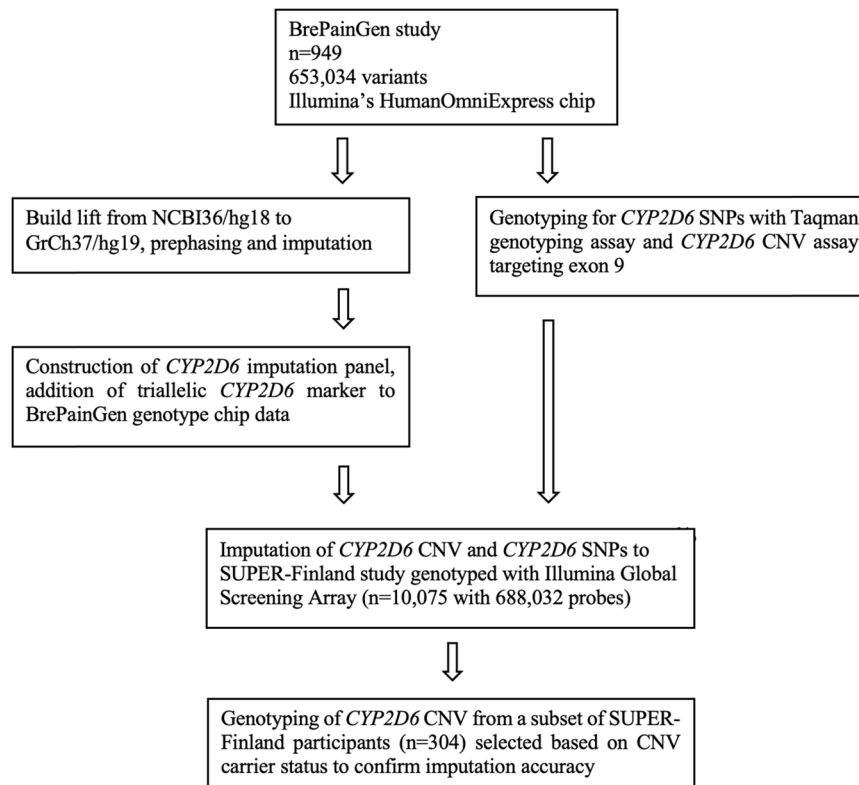 BrePainGen study
n=949
653,034 variants
Illumina's HumanOmniExpress chip
Build lift from NCBI36/hg18 to
GrCh37/hg19, prephasing and imputation
Genotyping for CYP2D6 SNPs with Taqman
genotyping assay and CYP2D6 CNV assay
targeting exon 9
Construction of CYP2D6 imputation panel,
addition of triallelic CYP2D6 marker to
BrePainGen genotype chip data
Imputation of CYP2D6 CNV and CYP2D6 SNPs to
SUPER-Finland study genotyped with Illumina Global
Screening Array (n=10,075 with 688,032 probes)
Genotyping of CYP2D6 CNV from a subset of SUPER-
Finland participants (n=304) selected based on CNV
carrier status to confirm imputation accuracy